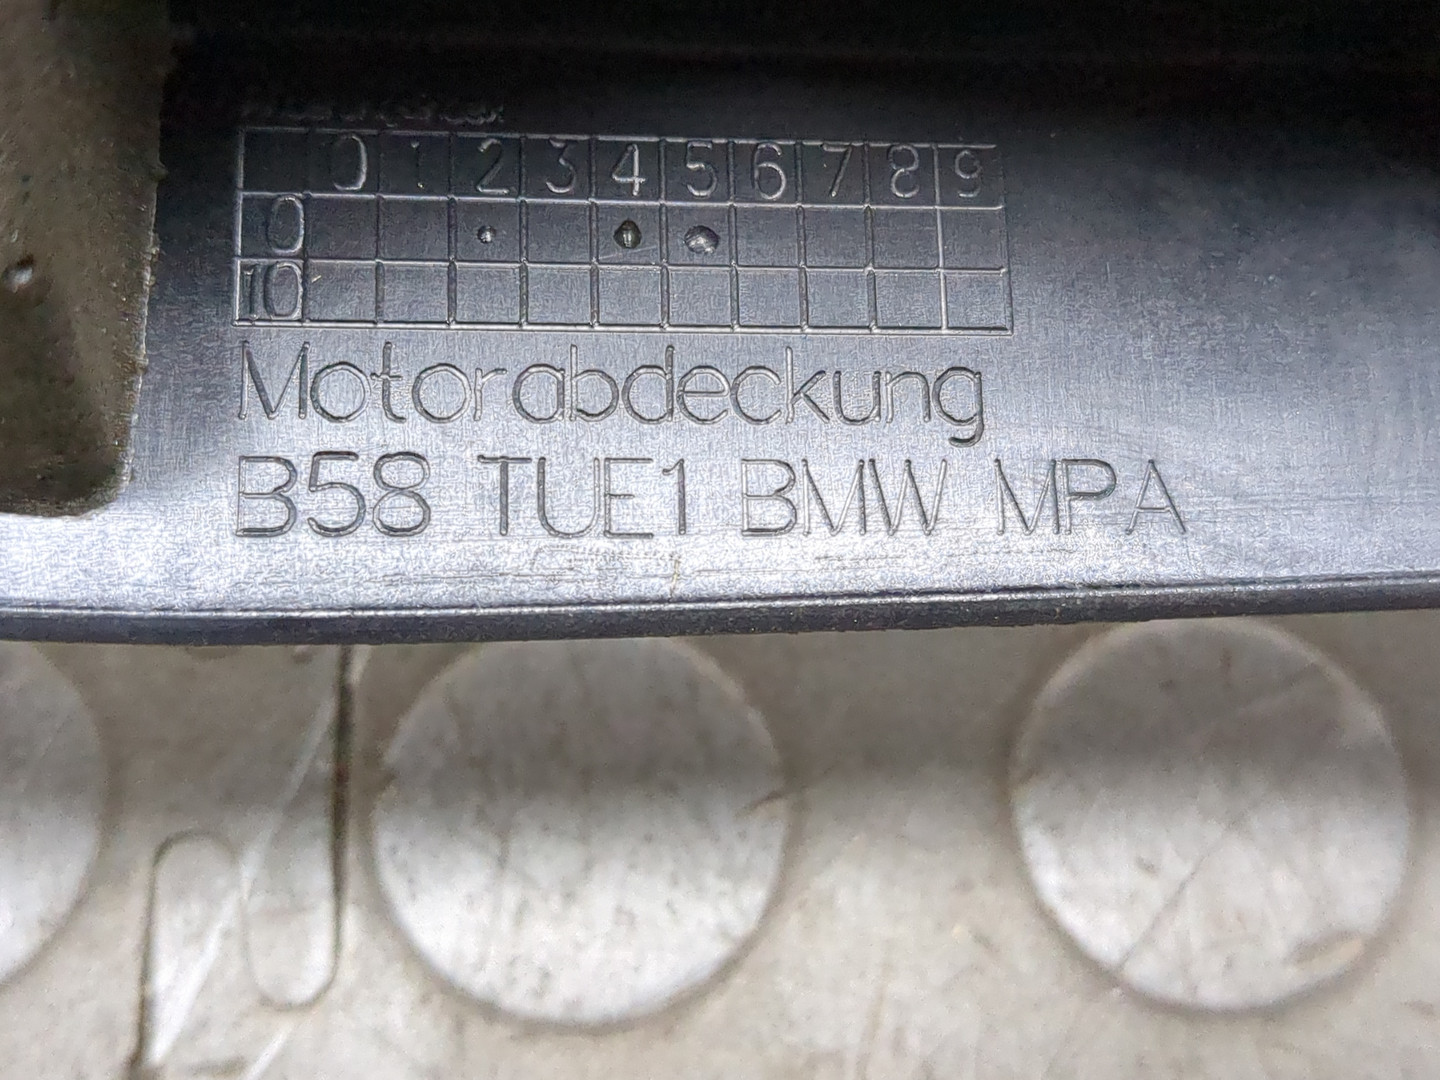 0 1 2 3 4 5 6 7 8 9
0
10
Motorabdeckung
B58 TUE1 BMW MPA